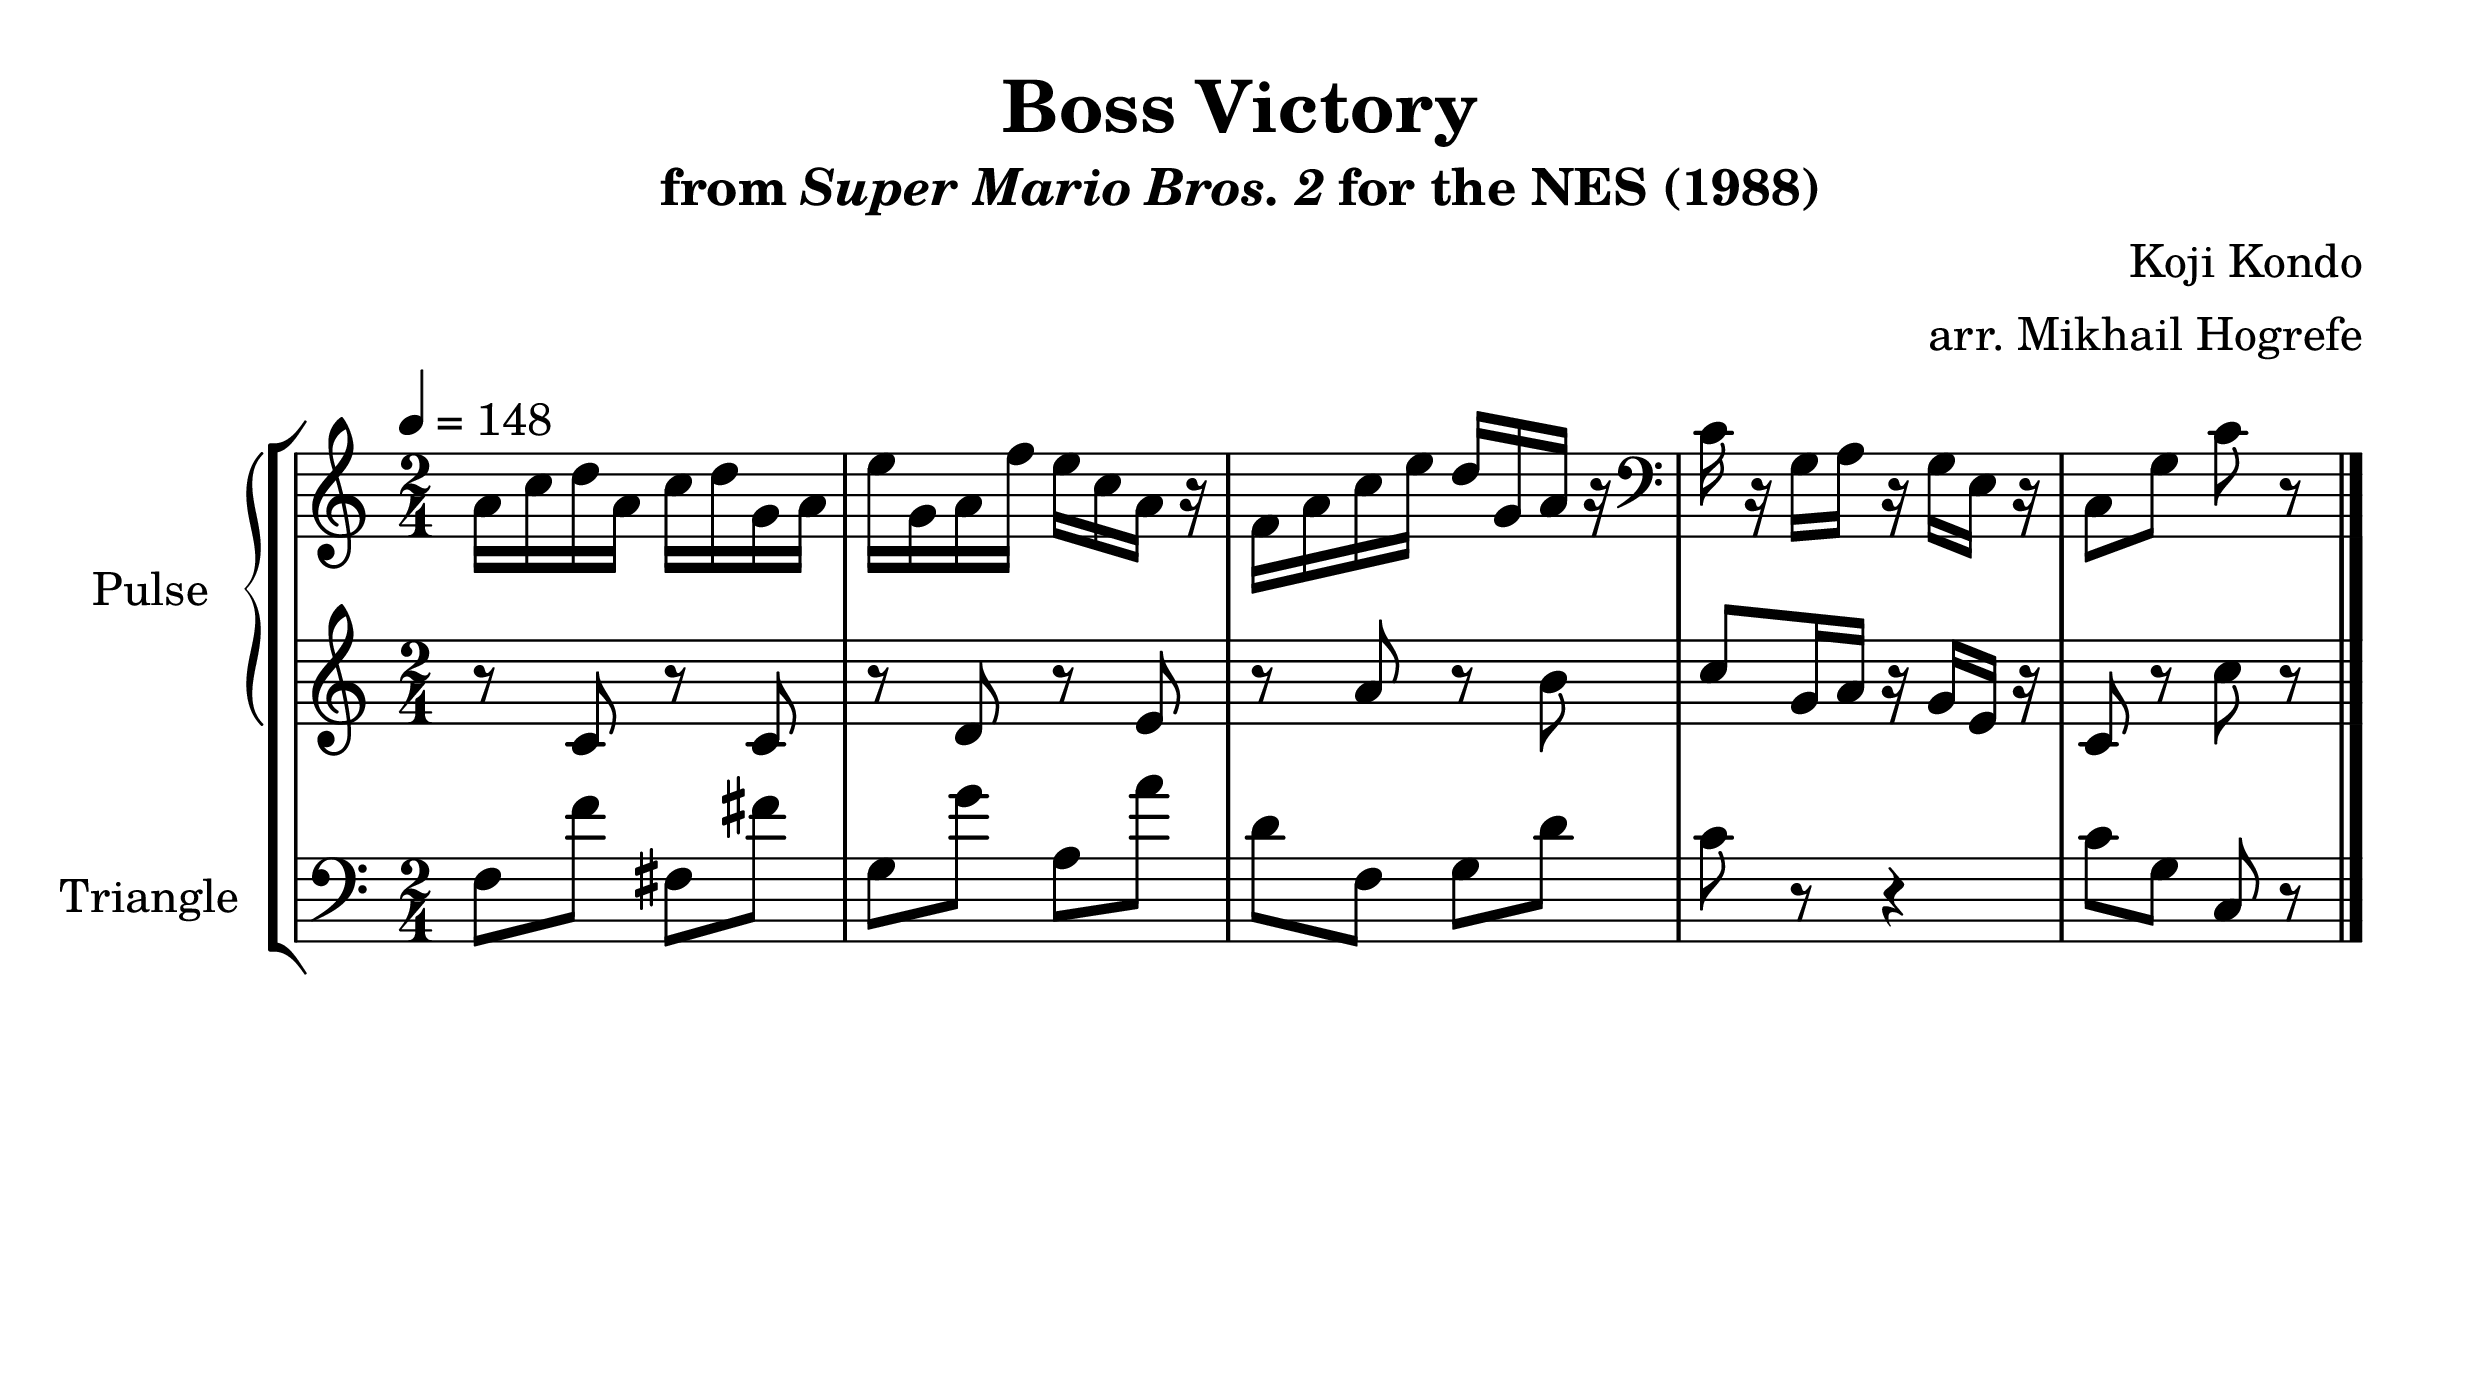 Boss Victory
from Super Mario Bros. 2 for the NES (1988)
Koji Kondo
arr. Mikhail Hogrefe
= 148
Pulse
Triangle